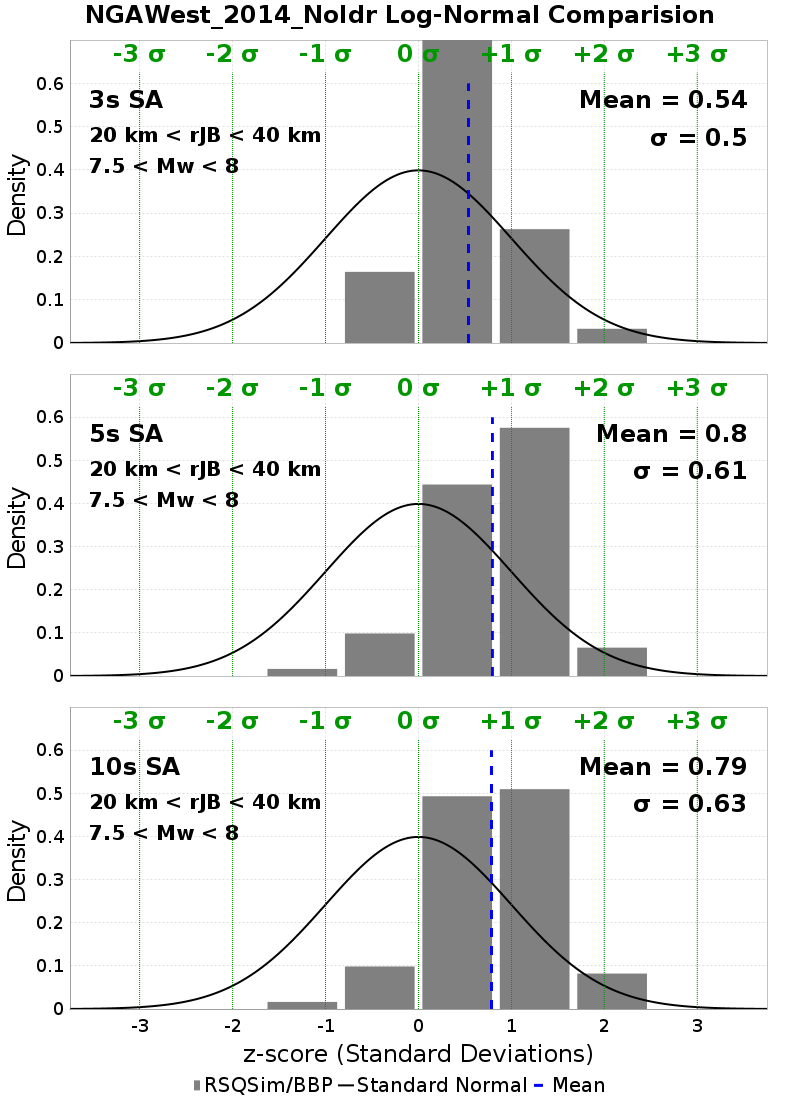 NGAWest_2014_NoIdr Log-Normal Comparision
-3 σ -2 σ -1 σ 0 σ +1 σ +2 σ +3 σ
3s SA
20 km < rJB < 40 km
7.5 < Mw < 8
Mean = 0.54
σ = 0.5
Density
0.6
0.5
0.4
0.3
0.2
0.1
0
-3 σ -2 σ -1 σ 0 σ +1 σ +2 σ +3 σ
5s SA
20 km < rJB < 40 km
7.5 < Mw < 8
Mean = 0.8
σ = 0.61
Density
0.6
0.5
0.4
0.3
0.2
0.1
0
-3 σ -2 σ -1 σ 0 σ +1 σ +2 σ +3 σ
10s SA
20 km < rJB < 40 km
7.5 < Mw < 8
Mean = 0.79
σ = 0.63
Density
0.6
0.5
0.4
0.3
0.2
0.1
0
-3 -2 -1 0 1 2 3
z-score (Standard Deviations)
RSQSim/BBP Standard Normal Mean